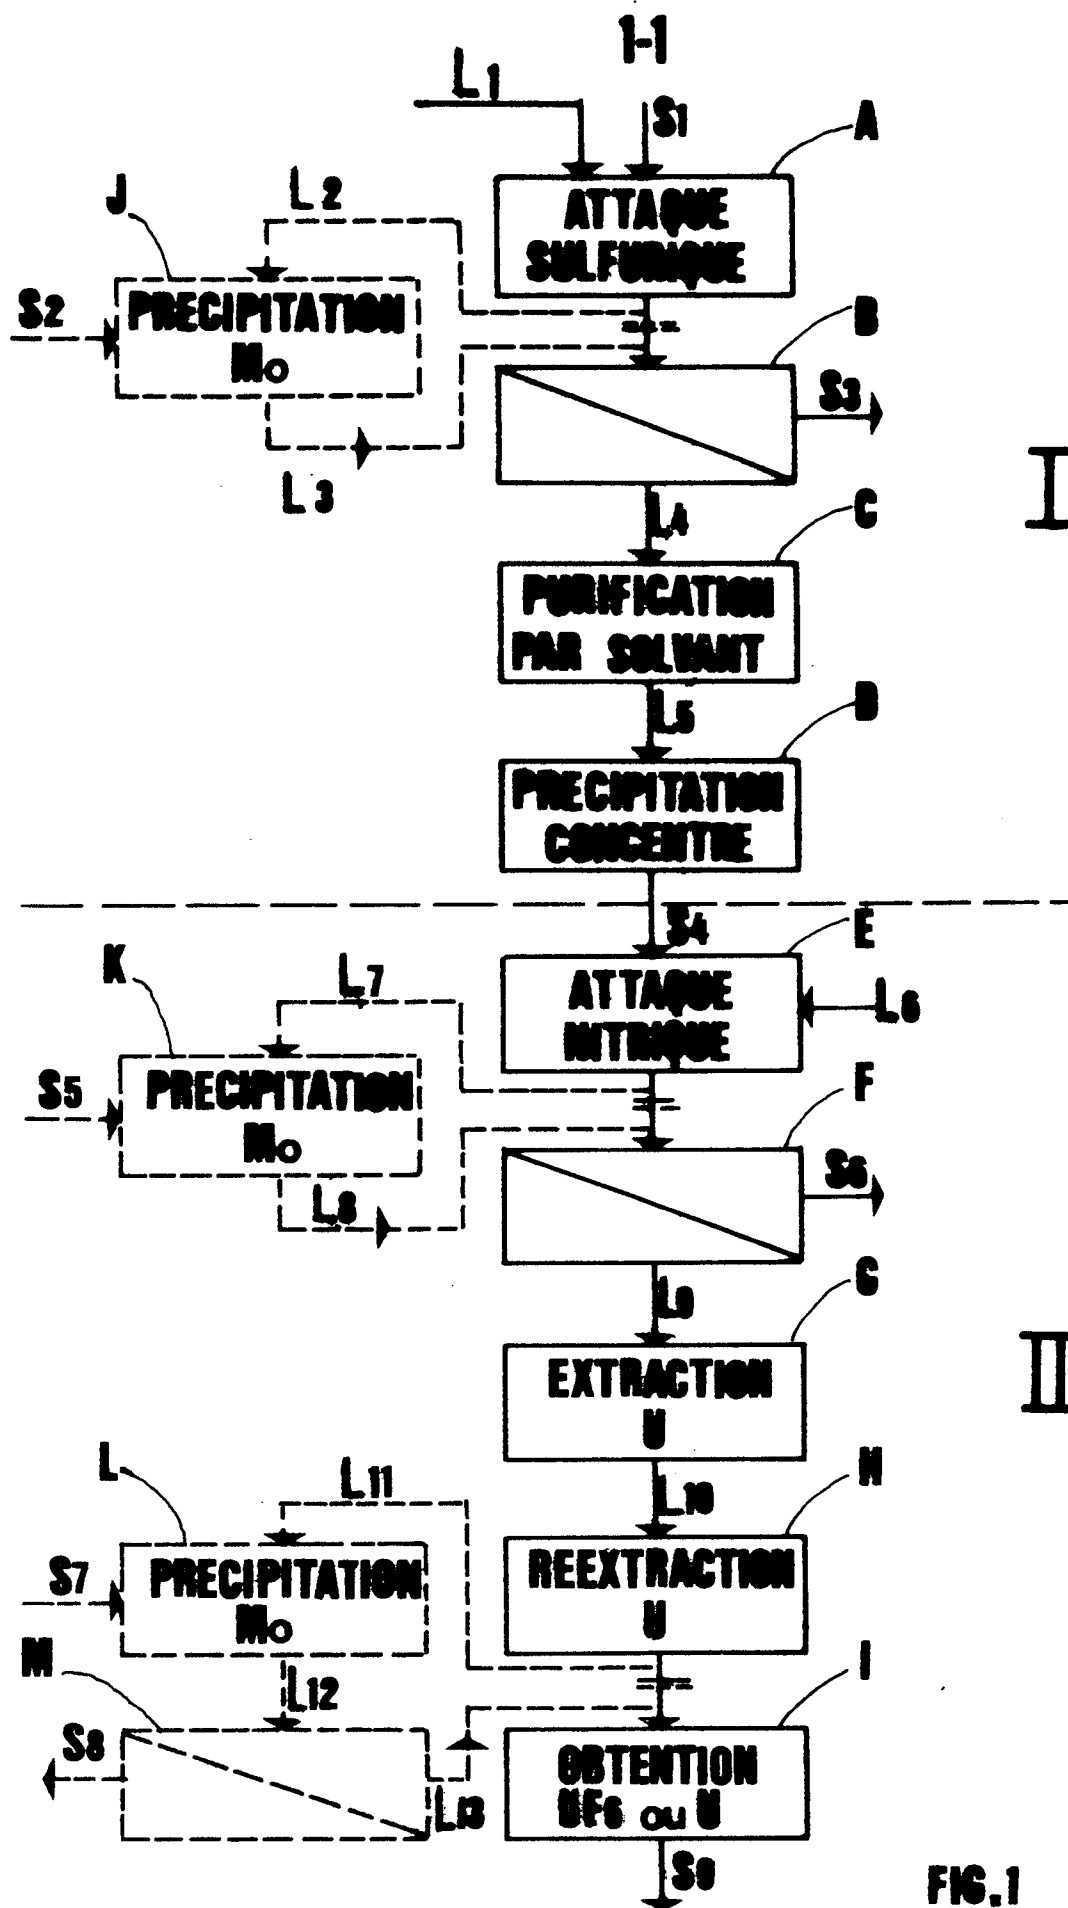 1-1
L1
S1
A
ATTAQUE
SULFURIQUE
J
L2
S2
PRECIPITATION
Mo
L3
B
S3
I
L4
C
PURIFICATION
PAR SOLVANT
L5
D
PRECIPITATION
CONCENTRE
S4
E
ATTAQUE
NITRIQUE
L6
K
L7
S5
PRECIPITATION
Mo
L8
F
S6
L9
G
EXTRACTION
U
II
L10
H
REEXTRACTION
U
L
L11
S7
PRECIPITATION
Mo
M
L12
S8
L13
I
OBTENTION
UF6 ou U
S9
FIG.1